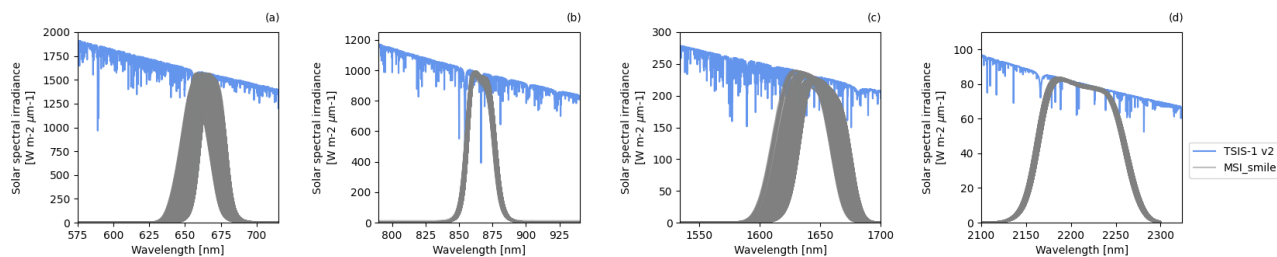 (a)
Solar spectral irradiance
[W m-2 μm-1]
2000
1750
1500
1250
1000
750
500
250
0
575 600 625 650 675 700
Wavelength [nm]
(b)
Solar spectral irradiance
[W m-2 μm-1]
1200
1000
800
600
400
200
0
800 825 850 875 900 925
Wavelength [nm]
(c)
Solar spectral irradiance
[W m-2 μm-1]
300
250
200
150
100
50
0
1550 1600 1650 1700
Wavelength [nm]
(d)
Solar spectral irradiance
[W m-2 μm-1]
100
80
60
40
20
0
2100 2150 2200 2250 2300
Wavelength [nm]
TSIS-1 v2
MSI_smile